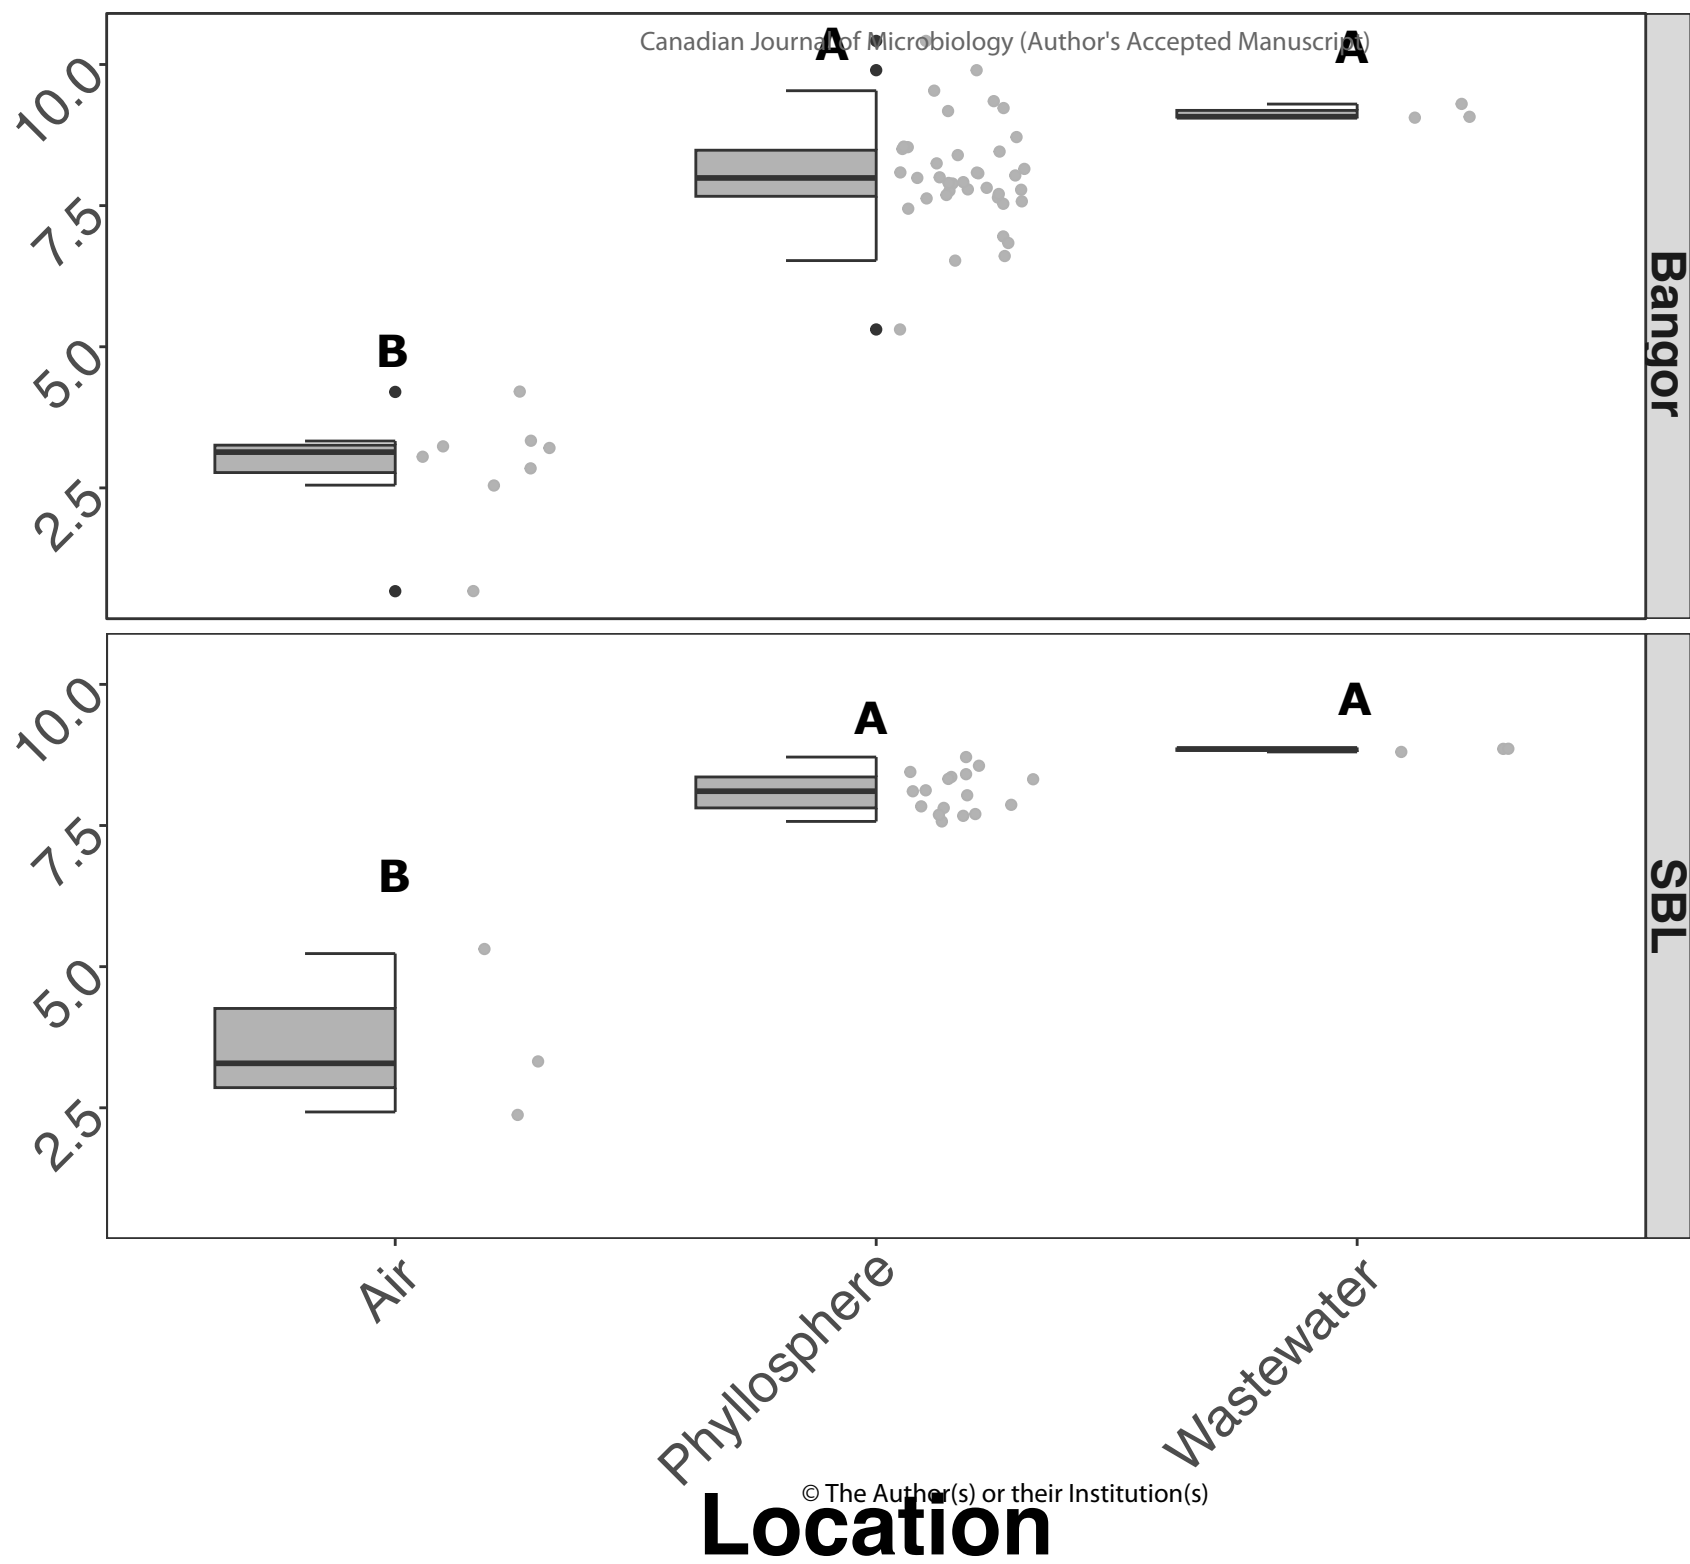 Canadian Journal of Microbiology (Author's Accepted Manuscript)
A
A
B
10.0
7.5
5.0
2.5
Bangor
A
A
B
10.0
7.5
5.0
2.5
SBL
Air
Phyllosphere
Wastewater
© The Author(s) or their Institution(s)
Location